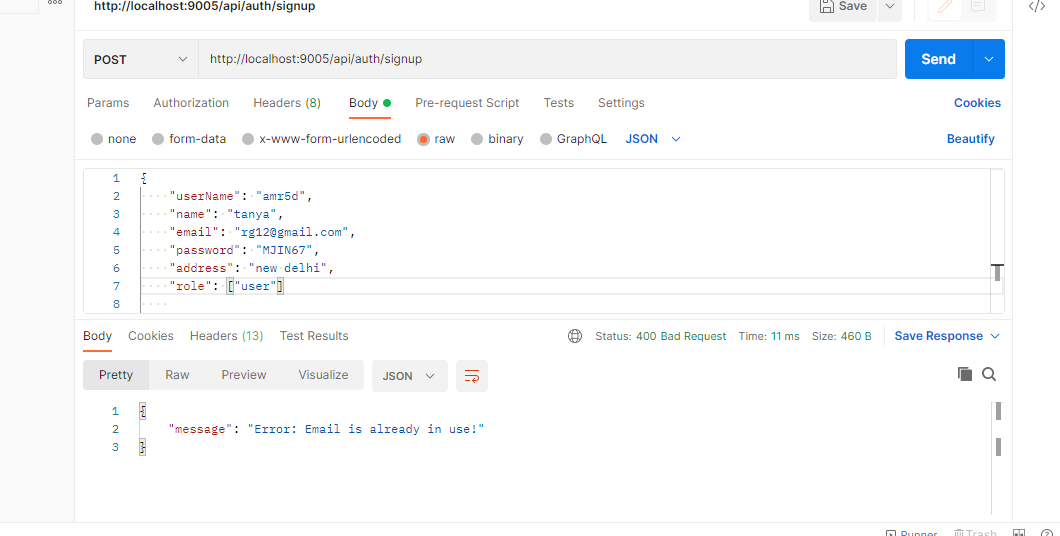 http://localhost:9005/api/auth/signup
Save
POST http://localhost:9005/api/auth/signup Send
Params Authorization Headers (8) Body Pre-request Script Tests Settings Cookies
none form-data x-www-form-urlencoded raw binary GraphQL JSON Beautify
1 {
2 "userName": "amr5d",
3 "name": "tanya",
4 "email": "rg12@gmail.com",
5 "password": "MJIN67",
6 "address": "new delhi",
7 "role": ["user"]
8
Body Cookies Headers (13) Test Results Status: 400 Bad Request Time: 11 ms Size: 460 B Save Response
Pretty Raw Preview Visualize JSON
1 {
2 "message": "Error: Email is already in use!"
3 }
Runner Trash